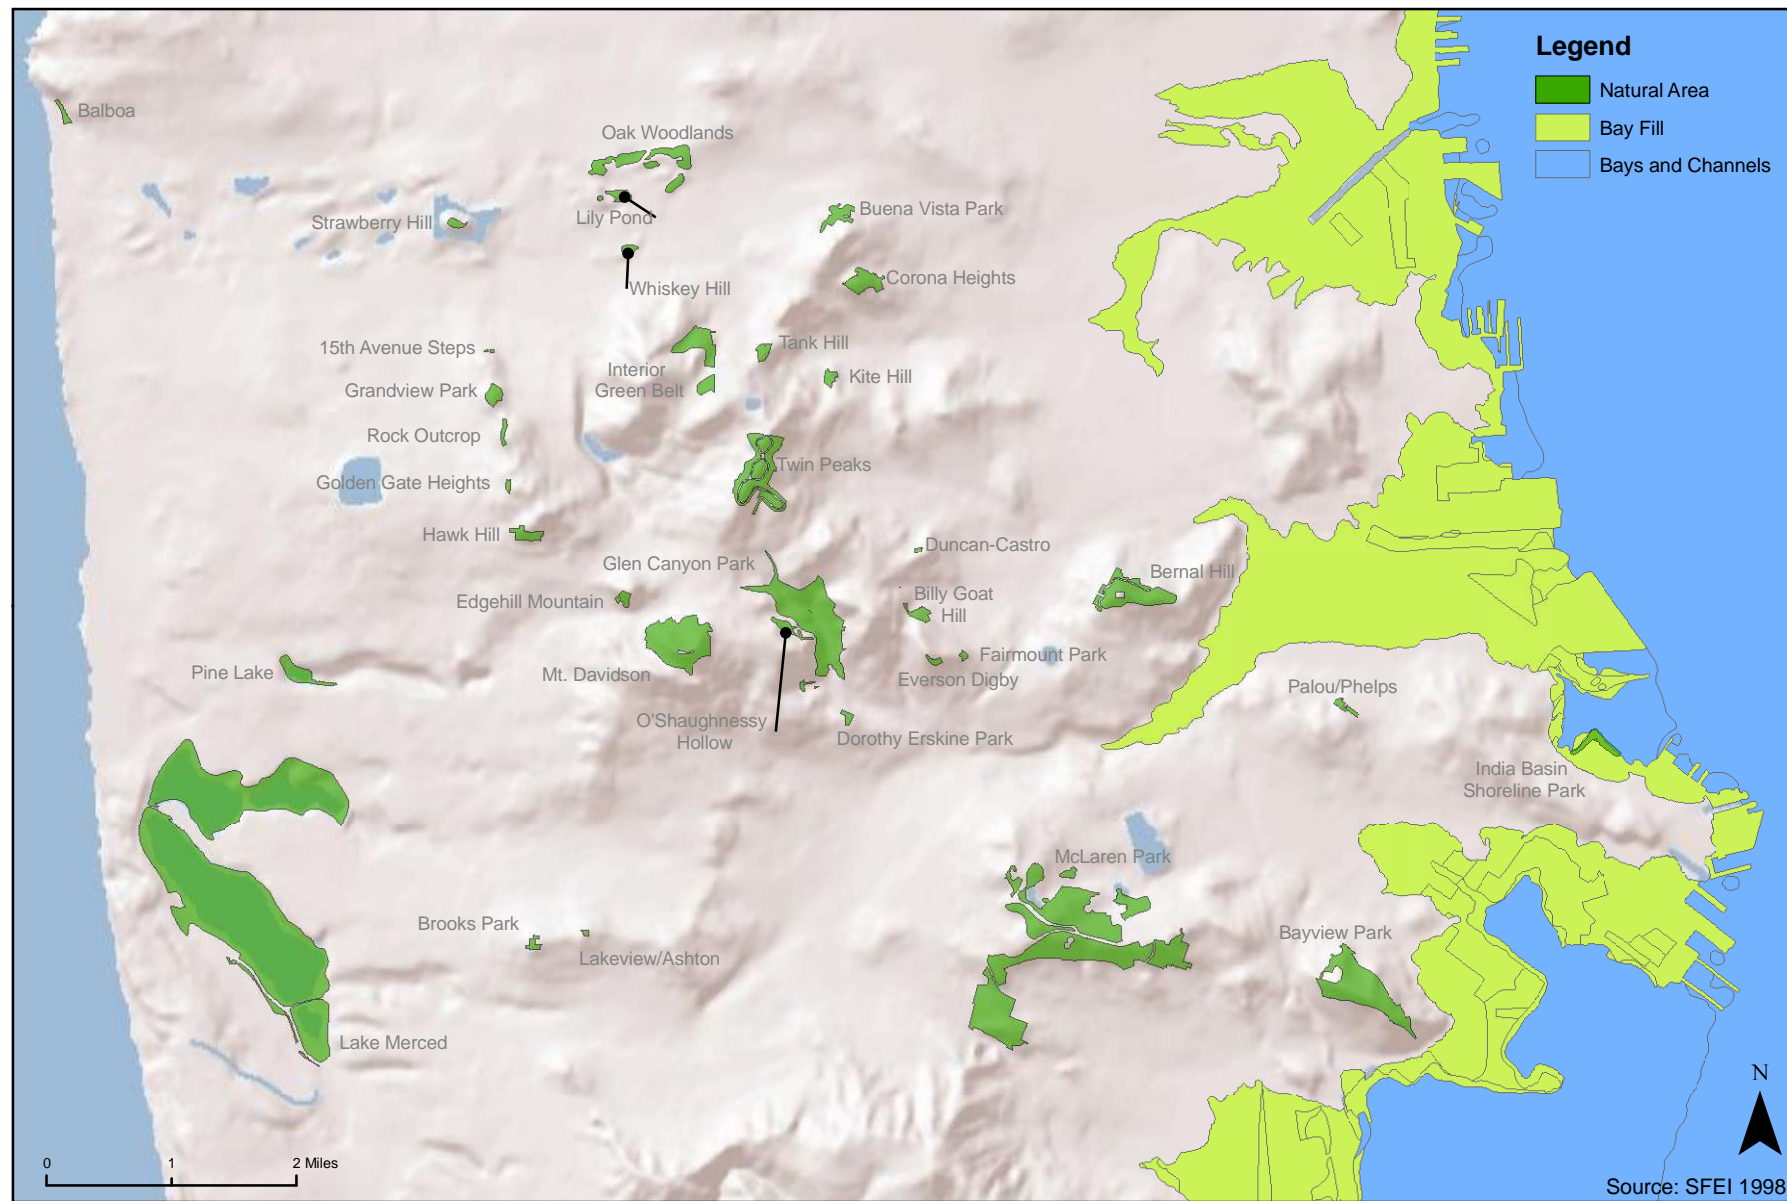 Legend
Natural Area
Bay Fill
Bays and Channels
Balboa
Oak Woodlands
Strawberry Hill
Lily Pond
Buena Vista Park
Whiskey Hill
Corona Heights
15th Avenue Steps
Interior
Green Belt
Tank Hill
Kite Hill
Grandview Park
Rock Outcrop
Golden Gate Heights
Twin Peaks
Hawk Hill
Glen Canyon Park
Duncan-Castro
Bernal Hill
Edgehill Mountain
Billy Goat
Hill
Pine Lake
Mt. Davidson
Fairmount Park
Everson Digby
Palou/Phelps
O'Shaughnessy
Hollow
Dorothy Erskine Park
India Basin
Shoreline Park
McLaren Park
Brooks Park
Lakeview/Ashton
Bayview Park
Lake Merced
N
0 1 2 Miles
Source: SFEI 1998